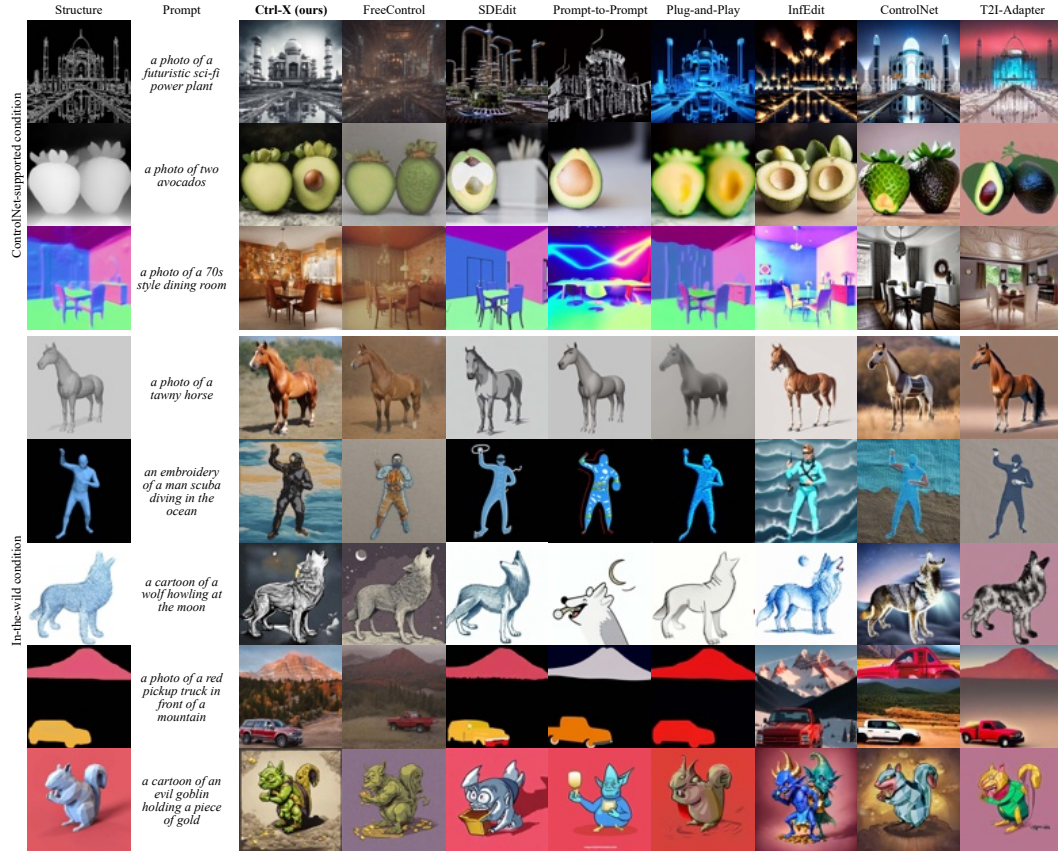 Structure Prompt Ctrl-X (ours) FreeControl SDEdit Prompt-to-Prompt Plug-and-Play InfEdit ControlNet T2I-Adapter
ControlNet-supported condition
a photo of a
futuristic sci-fi
power plant
a photo of two
avocados
a photo of a 70s
style dining room
In-the-wild condition
a photo of a
tawny horse
an embroidery
of a man scuba
diving in the
ocean
a cartoon of a
wolf howling at
the moon
a photo of a red
pickup truck in
front of a
mountain
a cartoon of an
evil goblin
holding a piece
of gold